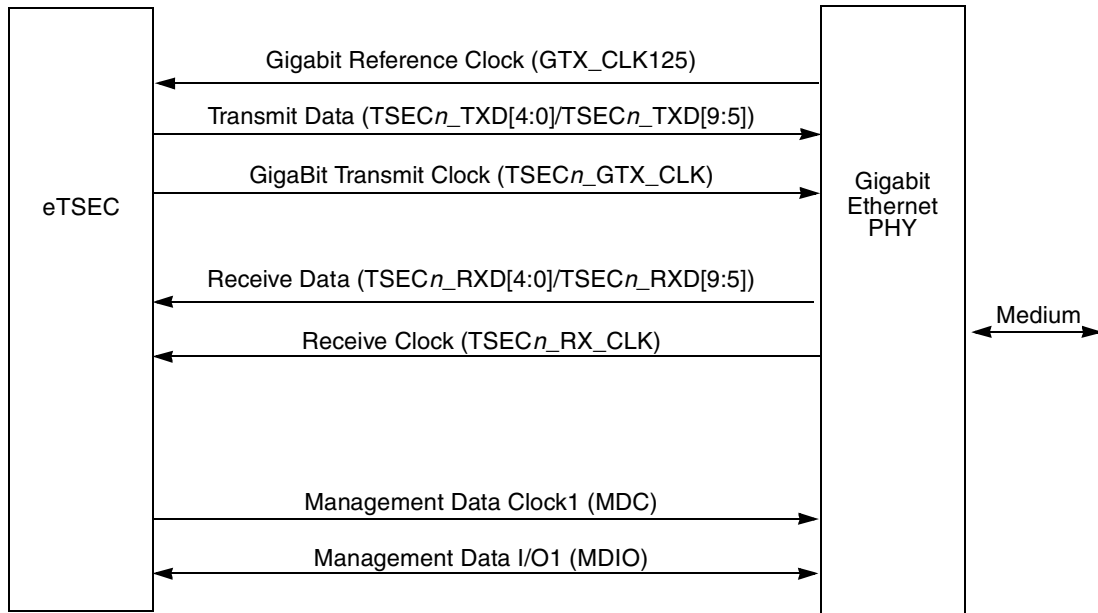 Gigabit Reference Clock (GTX_CLK125)
Transmit Data (TSECn_TXD[4:0]/TSECn_TXD[9:5])
GigaBit Transmit Clock (TSECn_GTX_CLK)
eTSEC
Gigabit
Ethernet
PHY
Receive Data (TSECn_RXD[4:0]/TSECn_RXD[9:5])
Medium
Receive Clock (TSECn_RX_CLK)
Management Data Clock1 (MDC)
Management Data I/O1 (MDIO)